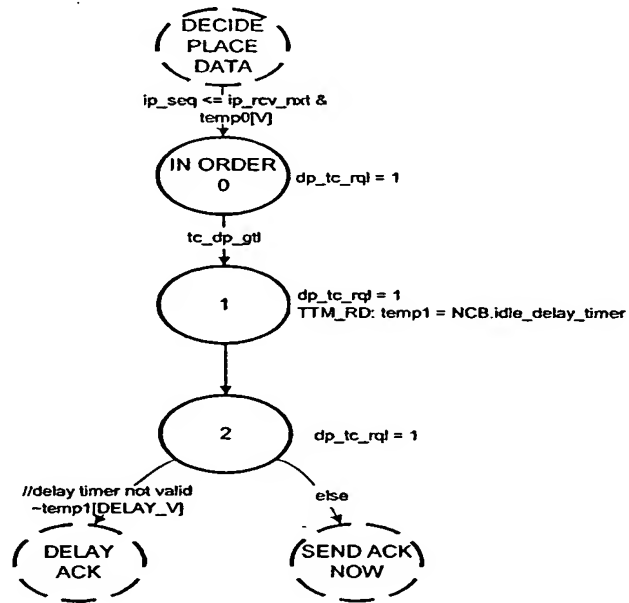 DECIDE
PLACE
DATA
ip_seq <= ip_rcv_nxt &
temp0[V]
IN ORDER
0
dp_tc_rql = 1
tc_dp_gtl
1
dp_tc_rql = 1
TTM_RD: temp1 = NCB.idle_delay_timer
2
dp_tc_rql = 1
//delay timer not valid
~temp1[DELAY_V]
else
DELAY
ACK
SEND ACK
NOW